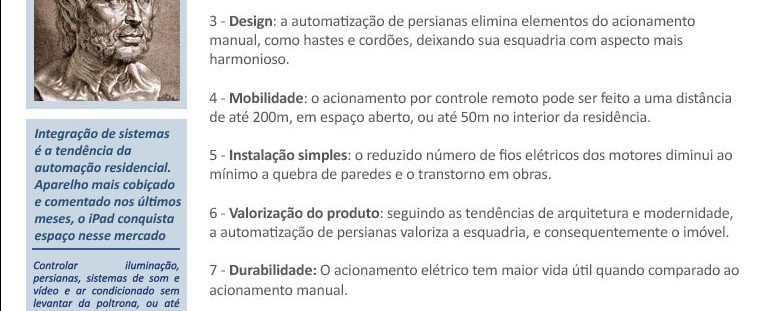 3 - Design: a automatização de persianas elimina elementos do acionamento
manual, como hastes e cordões, deixando sua esquadria com aspecto mais
harmonioso.
4 - Mobilidade: o acionamento por controle remoto pode ser feito a uma distância
de até 200m, em espaço aberto, ou até 50m no interior da residência.
5 - Instalação simples: o reduzido número de fios elétricos dos motores diminui ao
mínimo a quebra de paredes e o transtorno em obras.
6 - Valorização do produto: seguindo as tendências de arquitetura e modernidade,
a automatização de persianas valoriza a esquadria, e consequentemente o imóvel.
7 - Durabilidade: O acionamento elétrico tem maior vida útil quando comparado ao
acionamento manual.
Integração de sistemas
é a tendência da
automação residencial.
Aparelho mais cobiçado
e comentado nos últimos
meses, o iPad conquista
espaço nesse mercado
Controlar iluminação,
persianas, sistemas de som e
vídeo e ar condicionado sem
levantar da poltrona, ou até